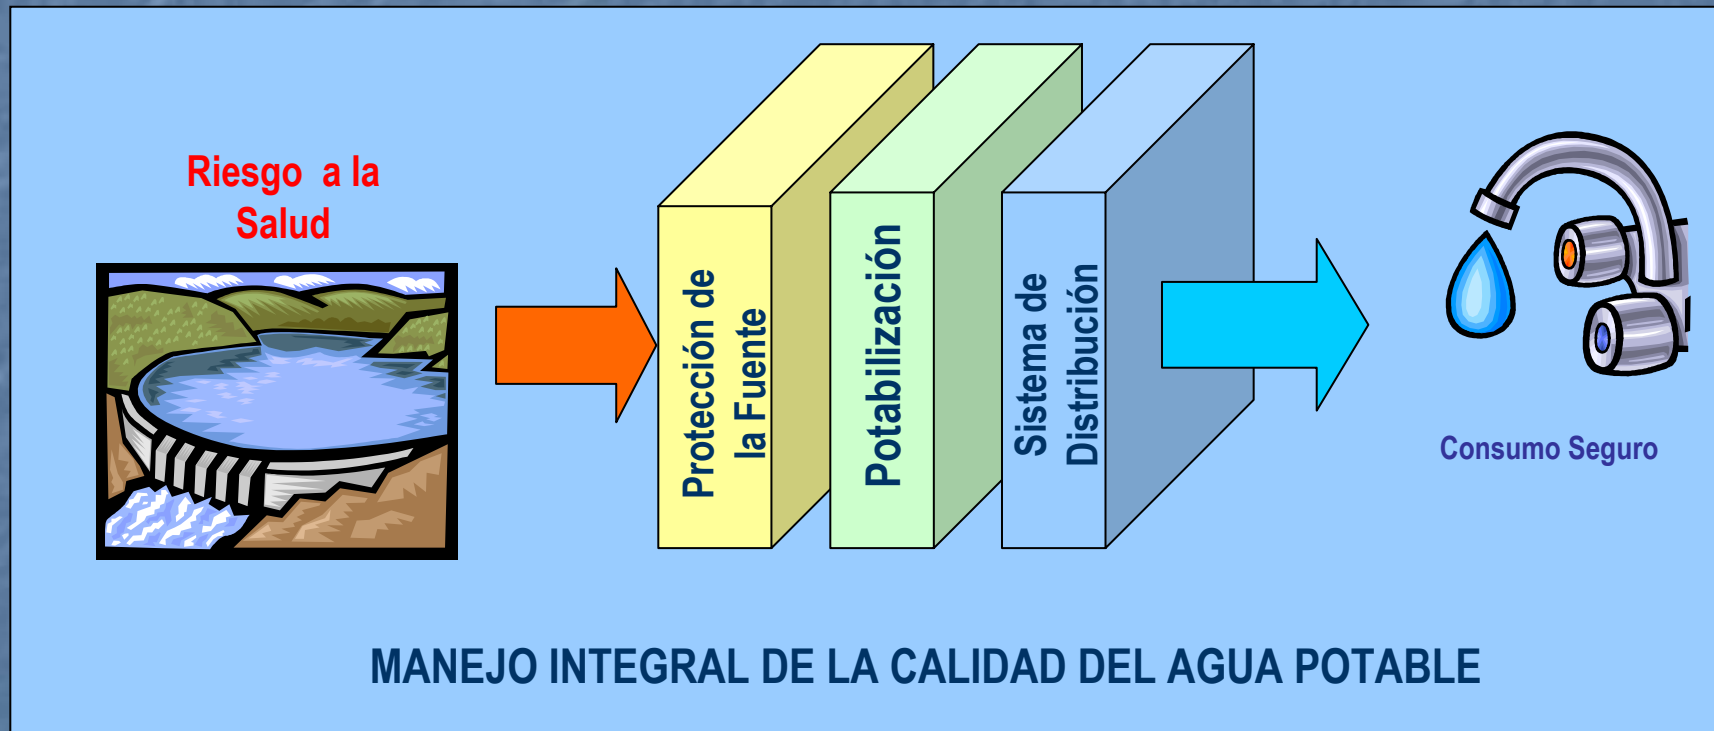 Riesgo a la
Salud
Protección de
la Fuente
Potabilización
Sistema de
Distribución
Consumo Seguro
MANEJO INTEGRAL DE LA CALIDAD DEL AGUA POTABLE